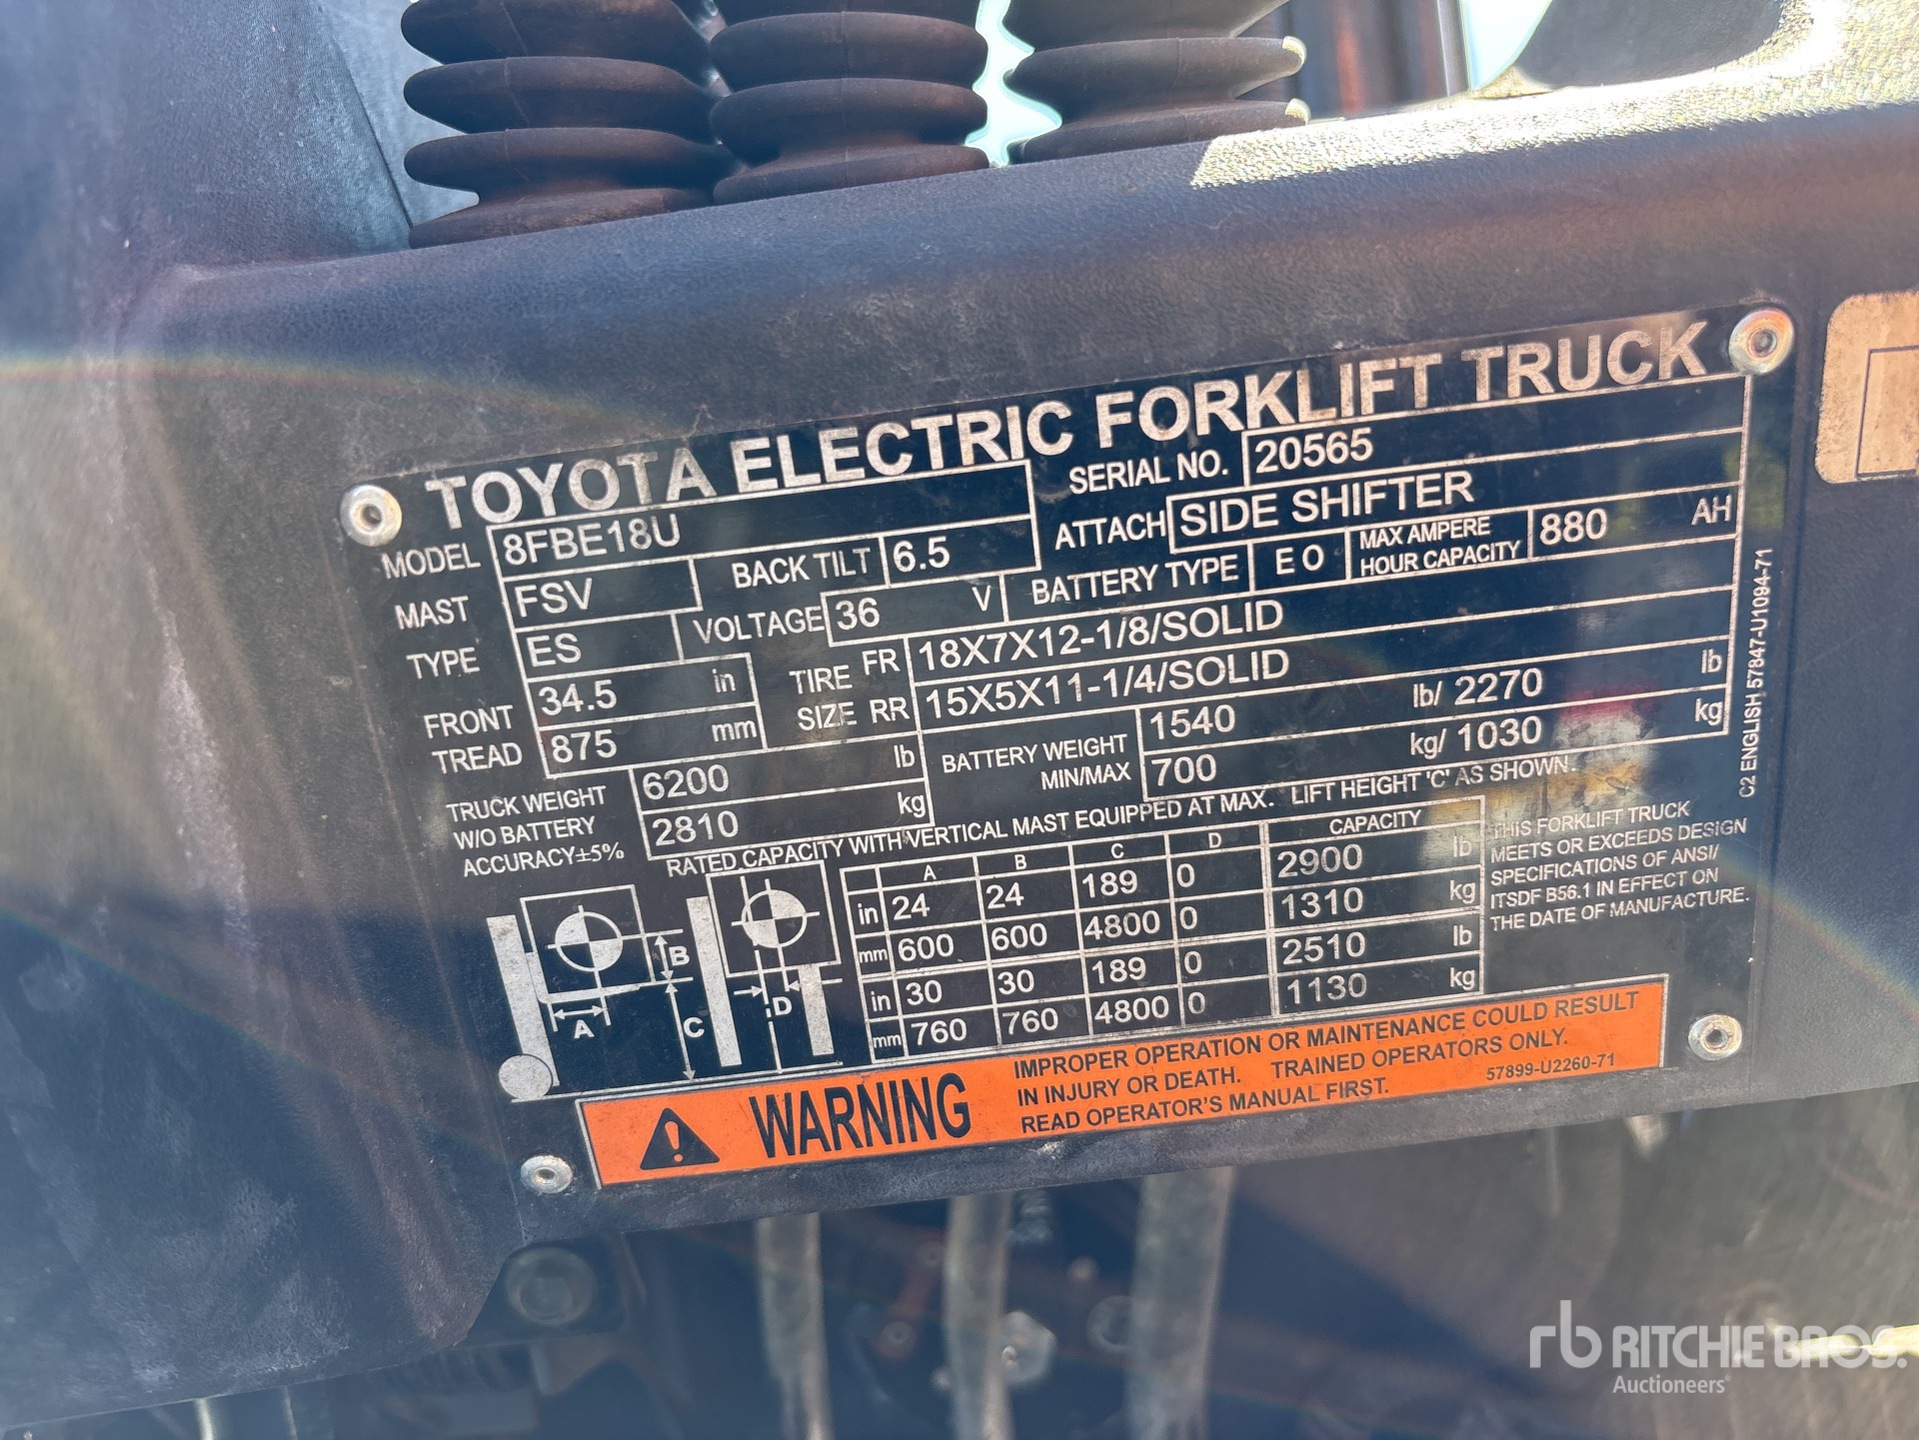 TOYOTA ELECTRIC FORKLIFT TRUCK
MODEL 8FBE18U SERIAL NO. 20565
MAST FSV BACK TILT 6.5 ATTACH SIDE SHIFTER
TYPE ES VOLTAGE 36 V BATTERY TYPE E O MAX AMPERE HOUR CAPACITY 880 AH
FRONT TREAD 34.5 in TIRE SIZE FR 18X7X12-1/8/SOLID
875 mm RR 15X5X11-1/4/SOLID
TRUCK WEIGHT W/O BATTERY ACCURACY±5% 6200 lb BATTERY WEIGHT MIN/MAX 1540 lb/ 2270 lb
2810 kg 700 kg/ 1030 kg
RATED CAPACITY WITH VERTICAL MAST EQUIPPED AT MAX. LIFT HEIGHT 'C' AS SHOWN.
A B C D CAPACITY
in 24 24 189 0 2900 lb
mm 600 600 4800 0 1310 kg
in 30 30 189 0 2510 lb
mm 760 760 4800 0 1130 kg
A B C D
THIS FORKLIFT TRUCK
MEETS OR EXCEEDS DESIGN
SPECIFICATIONS OF ANSI/
ITSDF B56.1 IN EFFECT ON
THE DATE OF MANUFACTURE.
C2 ENGLISH 57847-U1094-71
WARNING
IMPROPER OPERATION OR MAINTENANCE COULD RESULT
IN INJURY OR DEATH. TRAINED OPERATORS ONLY.
READ OPERATOR'S MANUAL FIRST.
57899-U2260-71
rb RITCHIE BROS.
Auctioneers